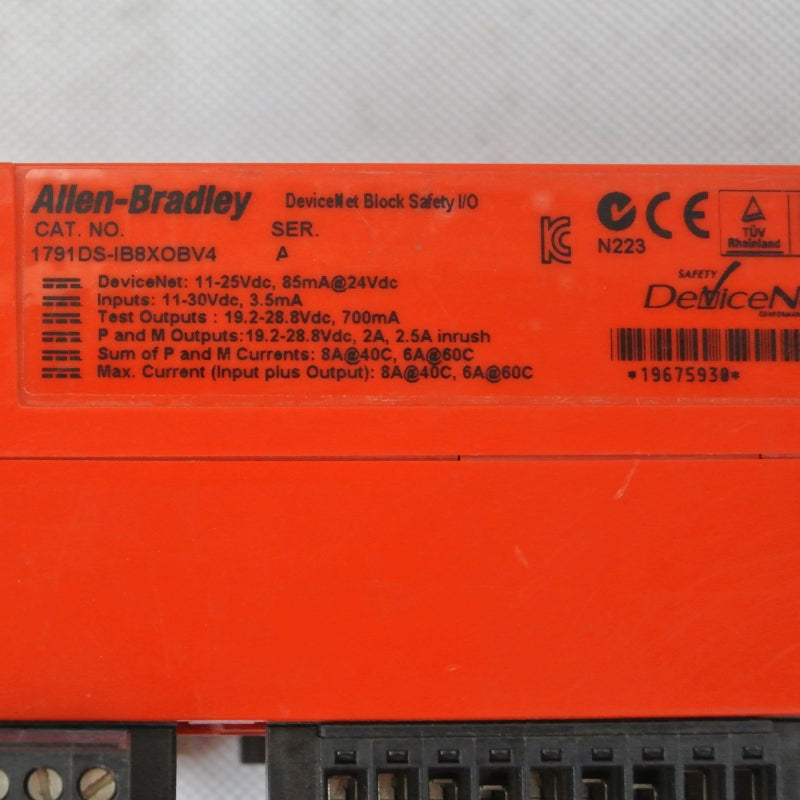 Allen-Bradley DeviceNet Block Safety I/O
CAT. NO. SER.
1791DS-IB8XOBV4 A
DeviceNet: 11-25Vdc, 85mA@24Vdc
Inputs: 11-30Vdc, 3.5mA
Test Outputs : 19.2-28.8Vdc, 700mA
P and M Outputs:19.2-28.8Vdc, 2A, 2.5A inrush
Sum of P and M Currents: 8A@40C, 6A@60C
Max. Current (Input plus Output): 8A@40C, 6A@60C
CE
N223
TÜV
Rheinland
SAFETY
DeviceN
*19675930*